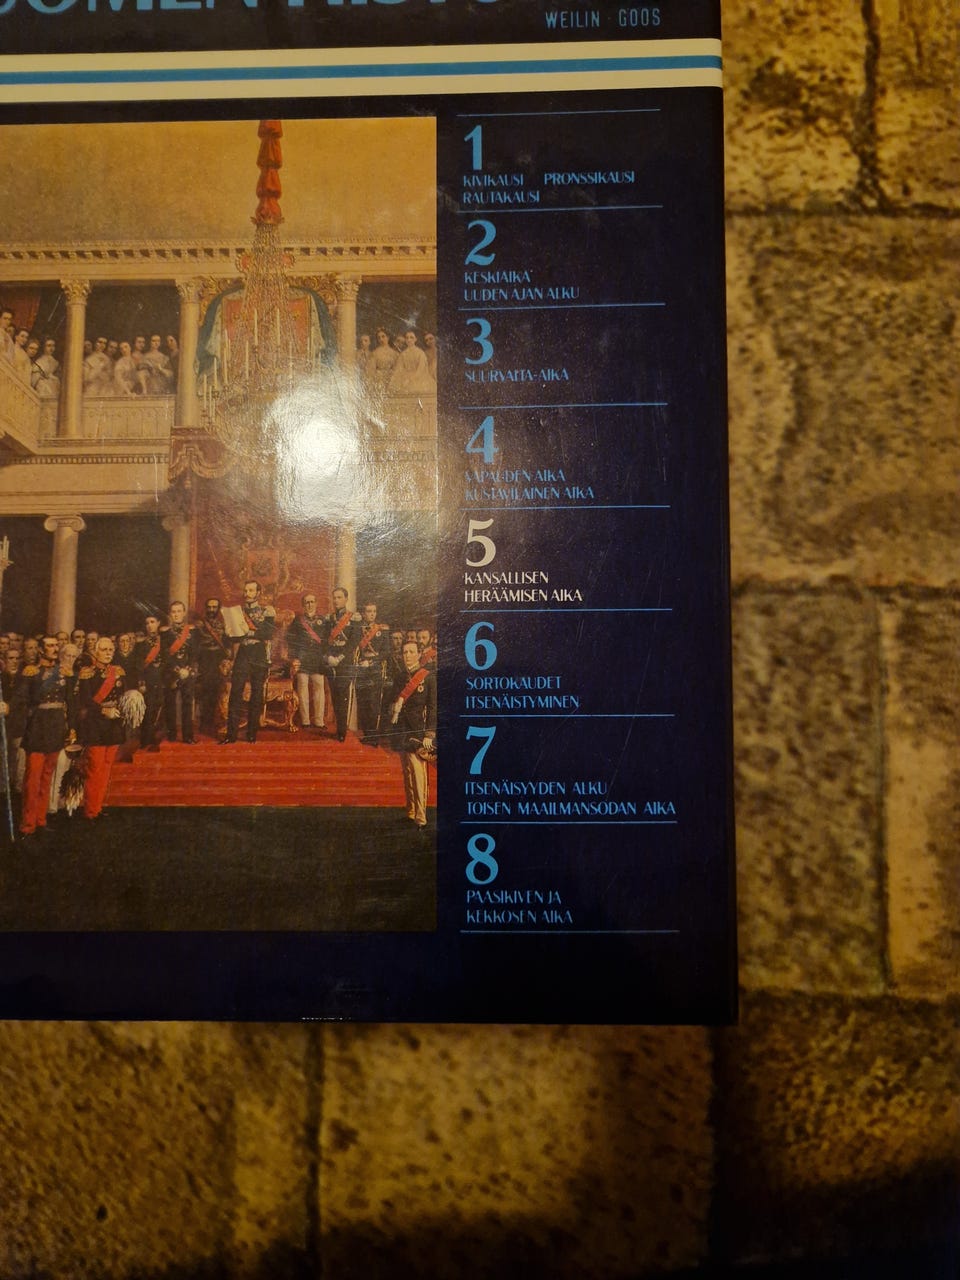 WEILIN · GÖÖS
1
KIVIKAUSI PRONSSIKAUSI
RAUTAKAUSI
2
KESKIAIKA
UUDEN AJAN ALKU
3
SUURVALTA-AIKA
4
VAPAUDEN AIKA
KUSTAVILAINEN AIKA
5
KANSALLISEN
HERÄÄMISEN AIKA
6
SORTOKAUDET
ITSENÄISTYMINEN
7
ITSENÄISYYDEN ALKU
TOISEN MAAILMANSODAN AIKA
8
PAASIKIVEN JA
KEKKOSEN AIKA